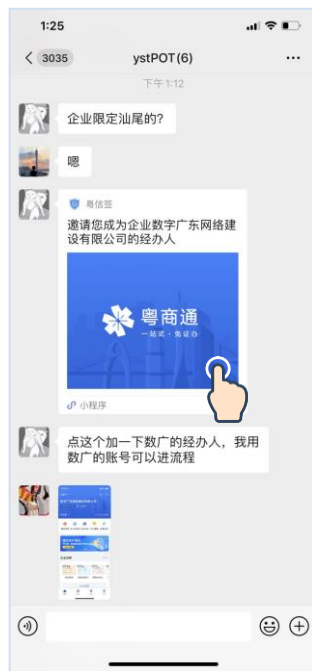 1:25
3035
ystPOT(6)
下午1:12
企业限定汕尾的?
嗯
粤信签
邀请您成为企业数字广东网络建
设有限公司的经办人
粤商通
一站式·免证办
小程序
点这个加一下数广的经办人，我用
数广的账号可以进流程